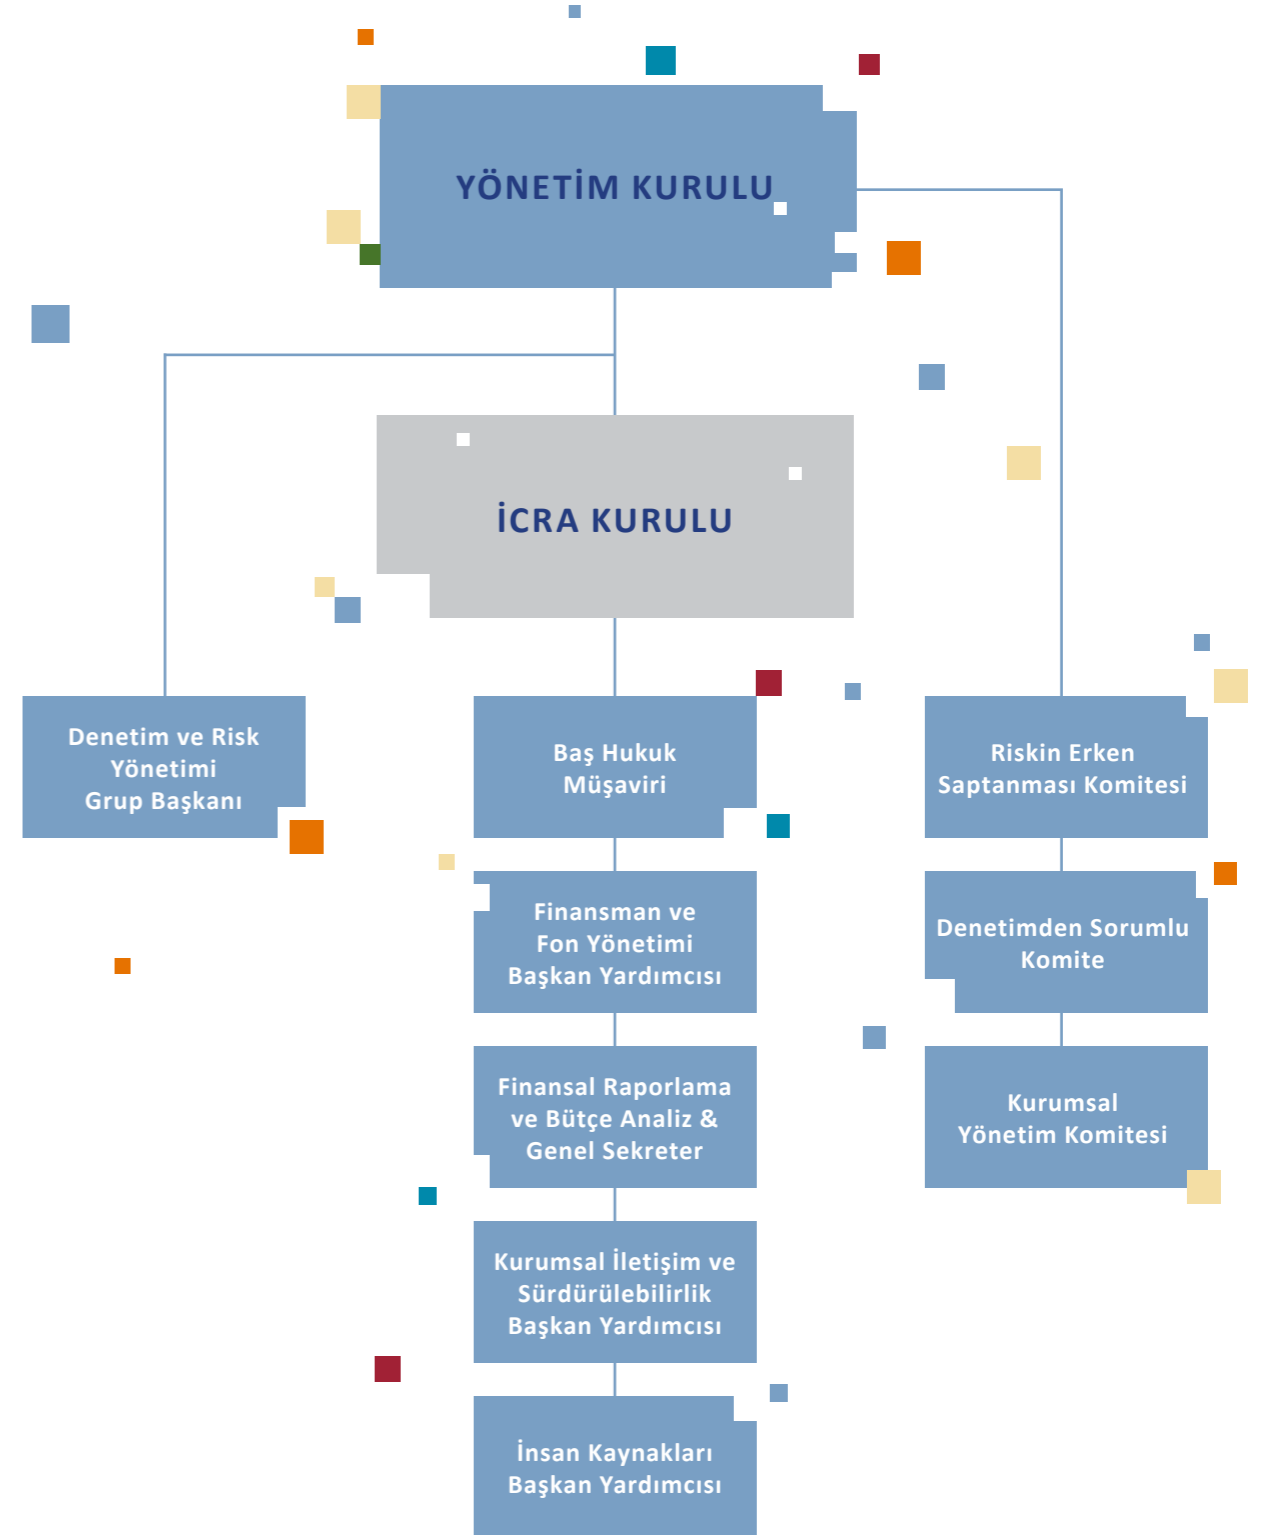 YÖNETİM KURULU
İCRA KURULU
Denetim ve Risk
Yönetimi
Grup Başkanı
Baş Hukuk
Müşaviri
Finansman ve
Fon Yönetimi
Başkan Yardımcısı
Finansal Raporlama
ve Bütçe Analiz &
Genel Sekreter
Kurumsal İletişim ve
Sürdürülebilirlik
Başkan Yardımcısı
İnsan Kaynakları
Başkan Yardımcısı
Riskin Erken
Saptanması Komitesi
Denetimden Sorumlu
Komite
Kurumsal
Yönetim Komitesi